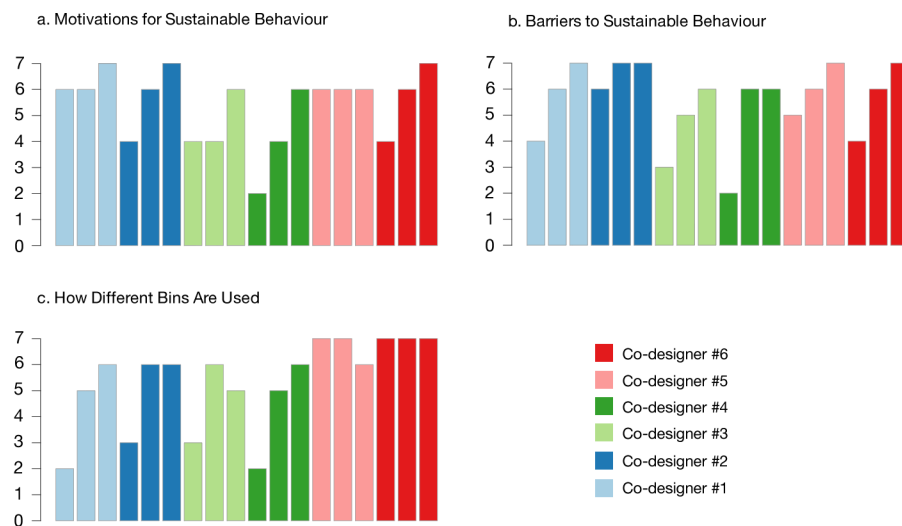 a. Motivations for Sustainable Behaviour
7
6
4
3
2
1
0
b. Barriers to Sustainable Behaviour
7
6
4
3
2
1
0
c. How Different Bins Are Used
7
6
5
4
3
2
1
0
Co-designer #6
Co-designer #5
Co-designer #4
Co-designer #3
Co-designer #2
Co-designer #1